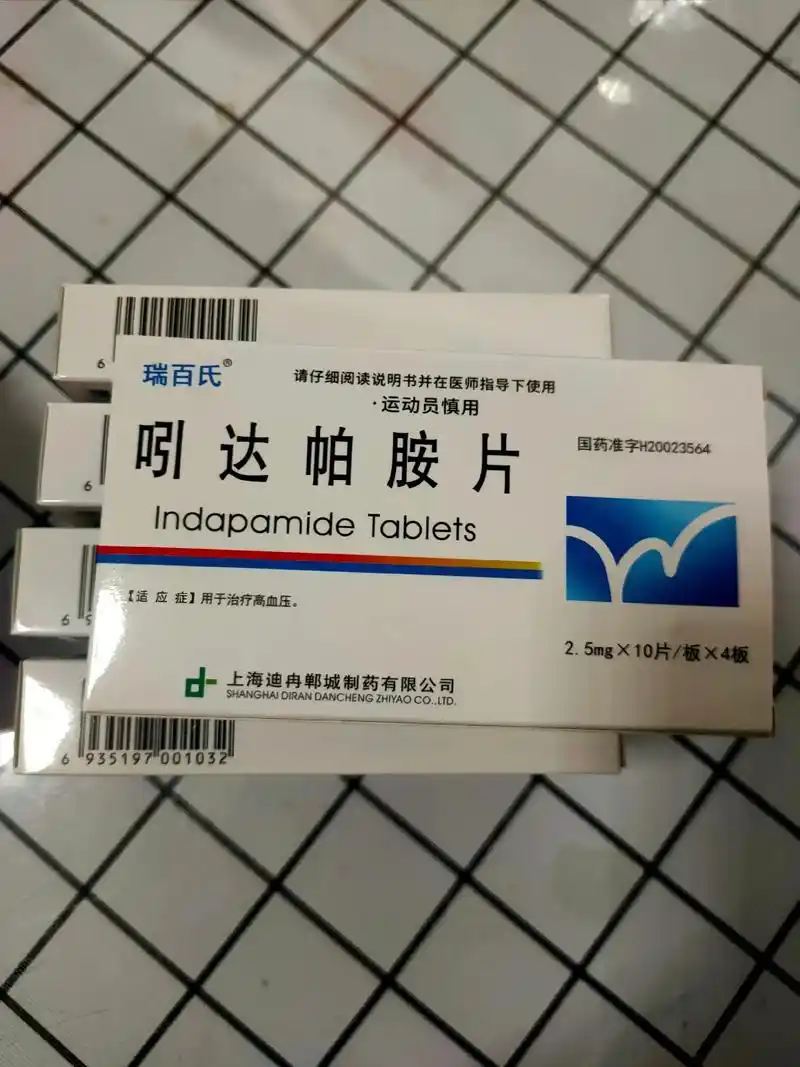 瑞百氏®
请仔细阅读说明书并在医师指导下使用
·运动员慎用
国药准字H20023564
吲达帕胺片
Indapamide Tablets
【适应症】用于治疗高血压。
2.5mg×10片/板×4板
上海迪冉郸城制药有限公司
SHANGHAI DIRAN DANCHENG ZHIYAO CO.,LTD.
6
6
6 9
6 935197 001032